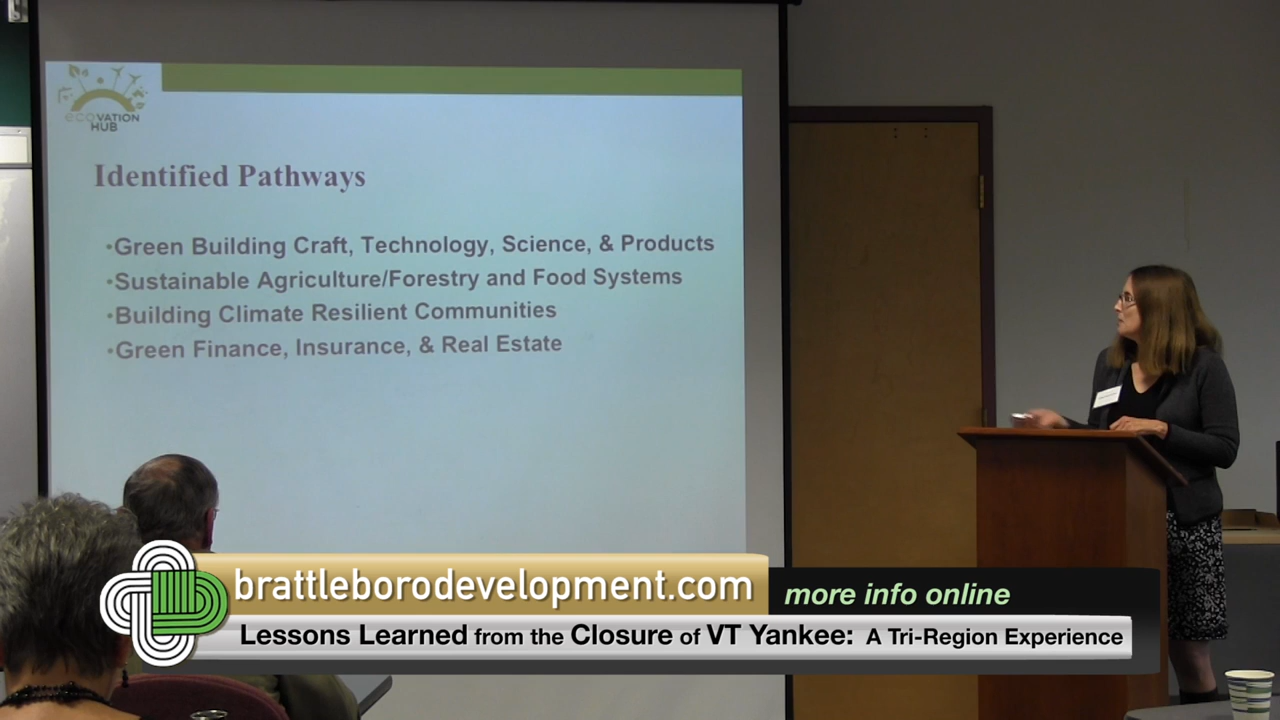 ecovation
HUB
Identified Pathways
•Green Building Craft, Technology, Science, & Products
•Sustainable Agriculture/Forestry and Food Systems
•Building Climate Resilient Communities
•Green Finance, Insurance, & Real Estate
brattleborodevelopment.com
more info online
Lessons Learned from the Closure of VT Yankee: A Tri-Region Experience